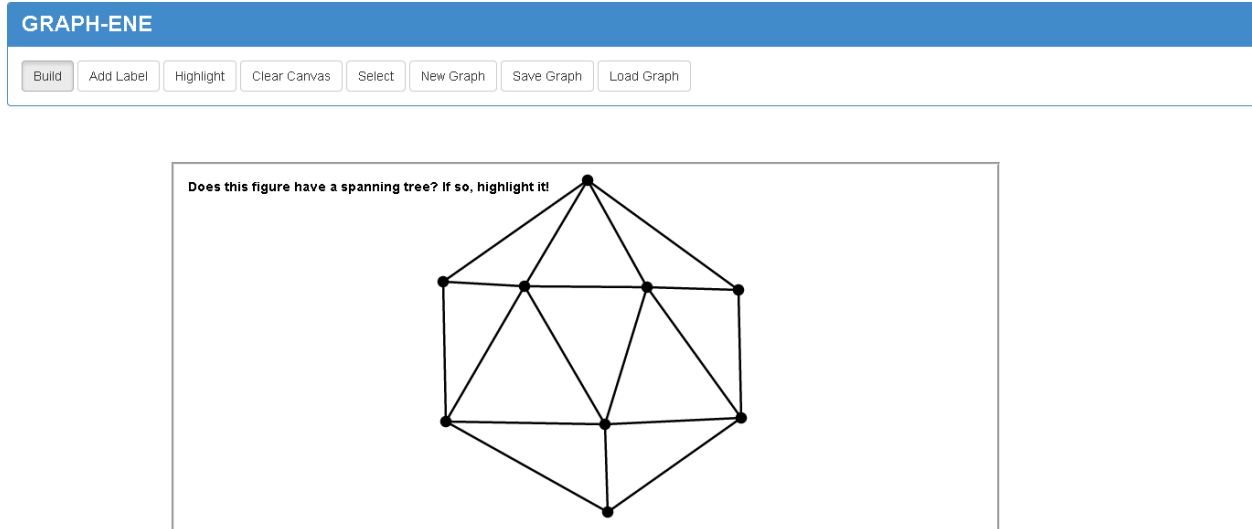 GRAPH-ENE
Build Add Label Highlight Clear Canvas Select New Graph Save Graph Load Graph
Does this figure have a spanning tree? If so, highlight it!